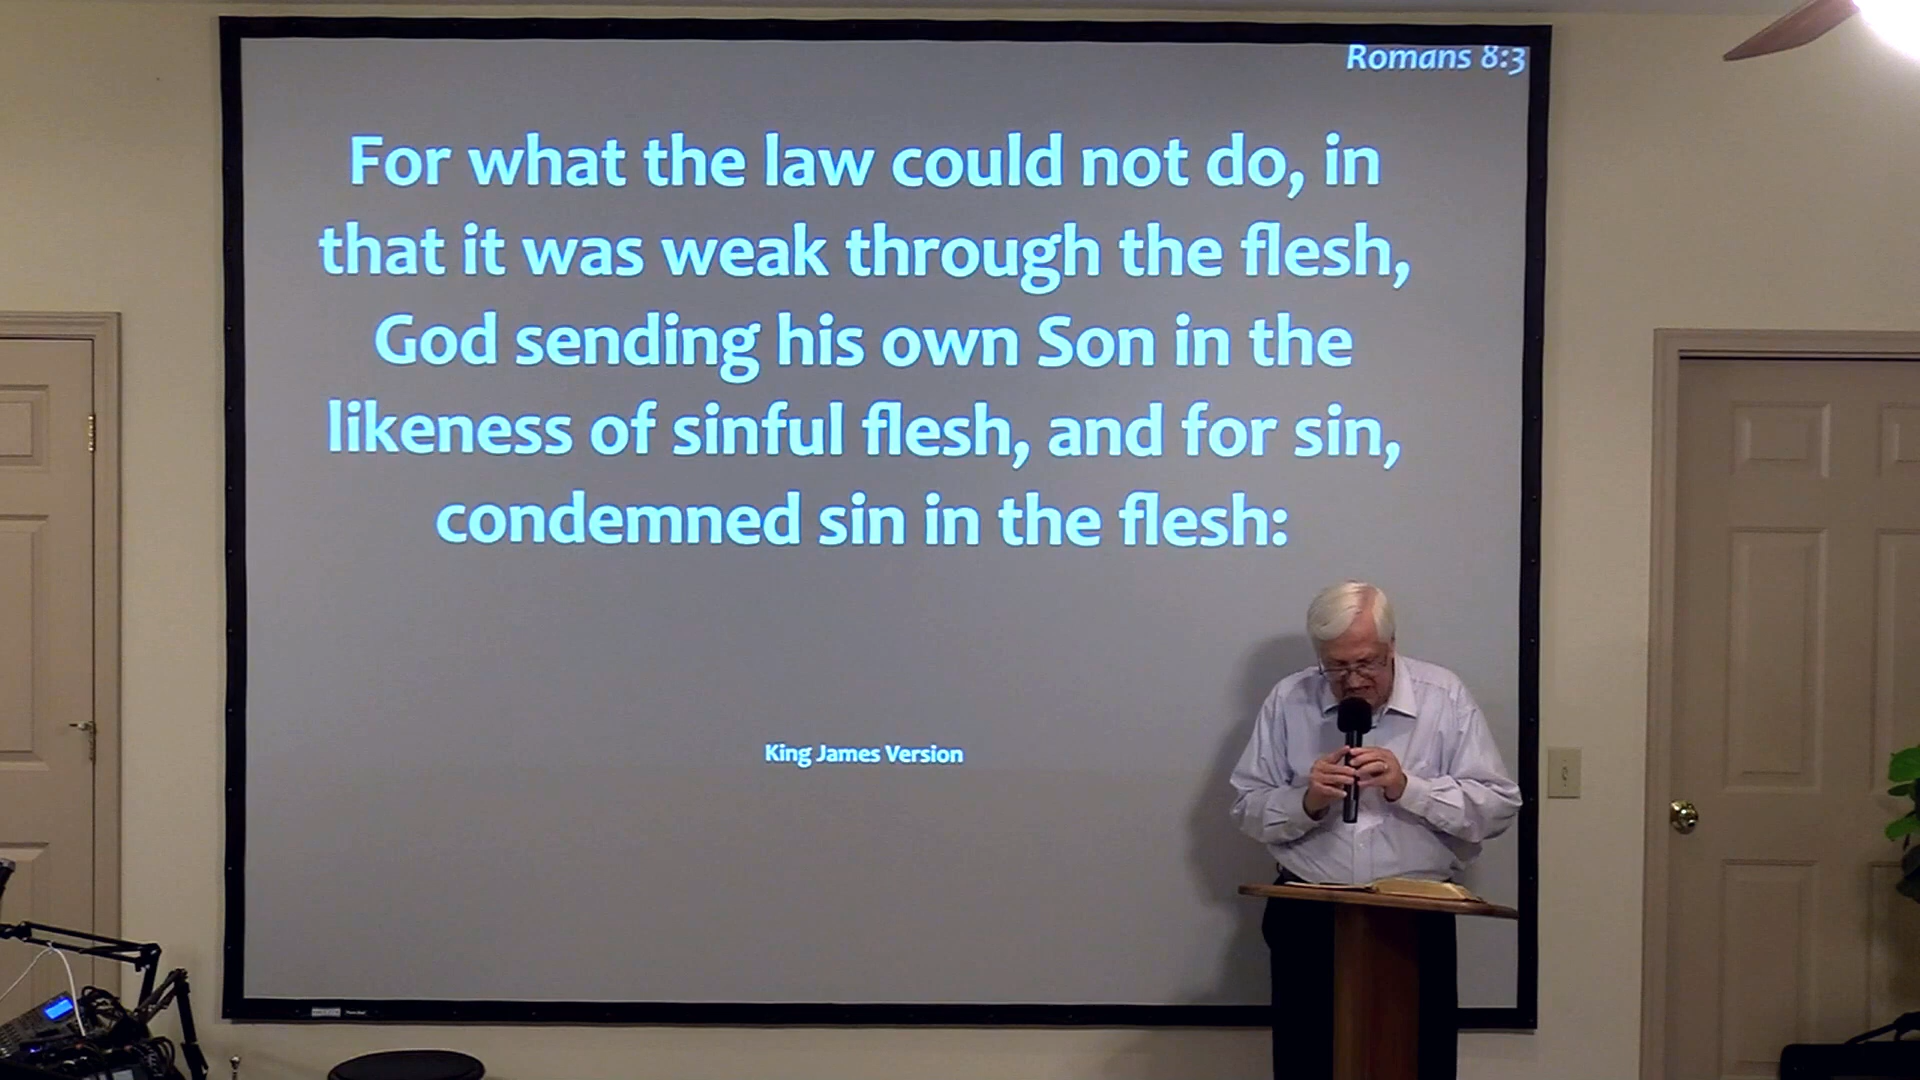 Romans 8:3
For what the law could not do, in
that it was weak through the flesh,
God sending his own Son in the
likeness of sinful flesh, and for sin,
condemned sin in the flesh:
King James Version